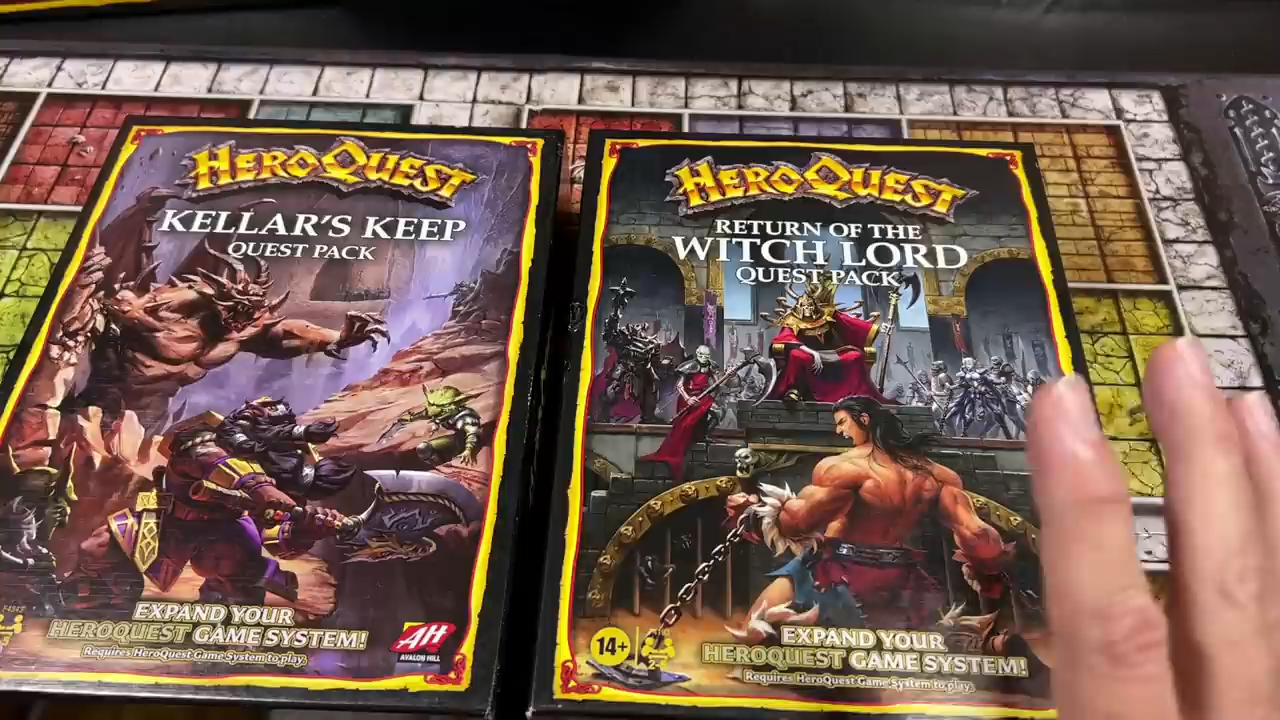 HEROQUEST
KELLAR'S KEEP
QUEST PACK
EXPAND YOUR
HEROQUEST GAME SYSTEM!
Requires HeroQuest Game System to play.
AH
AVALON HILL
HEROQUEST
RETURN OF THE
WITCH LORD
QUEST PACK
14+
EXPAND YOUR
HEROQUEST GAME SYSTEM!
Requires HeroQuest Game System to play.